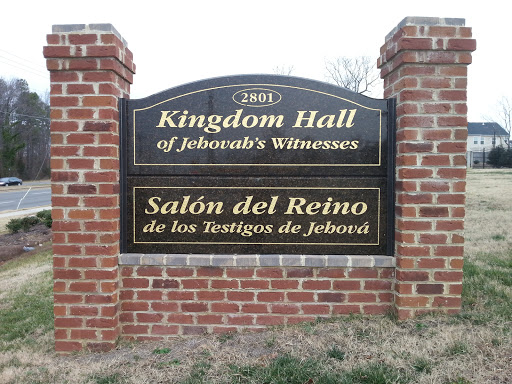 2801
Kingdom Hall
of Jehovah's Witnesses
Salón del Reino
de los Testigos de Jehová